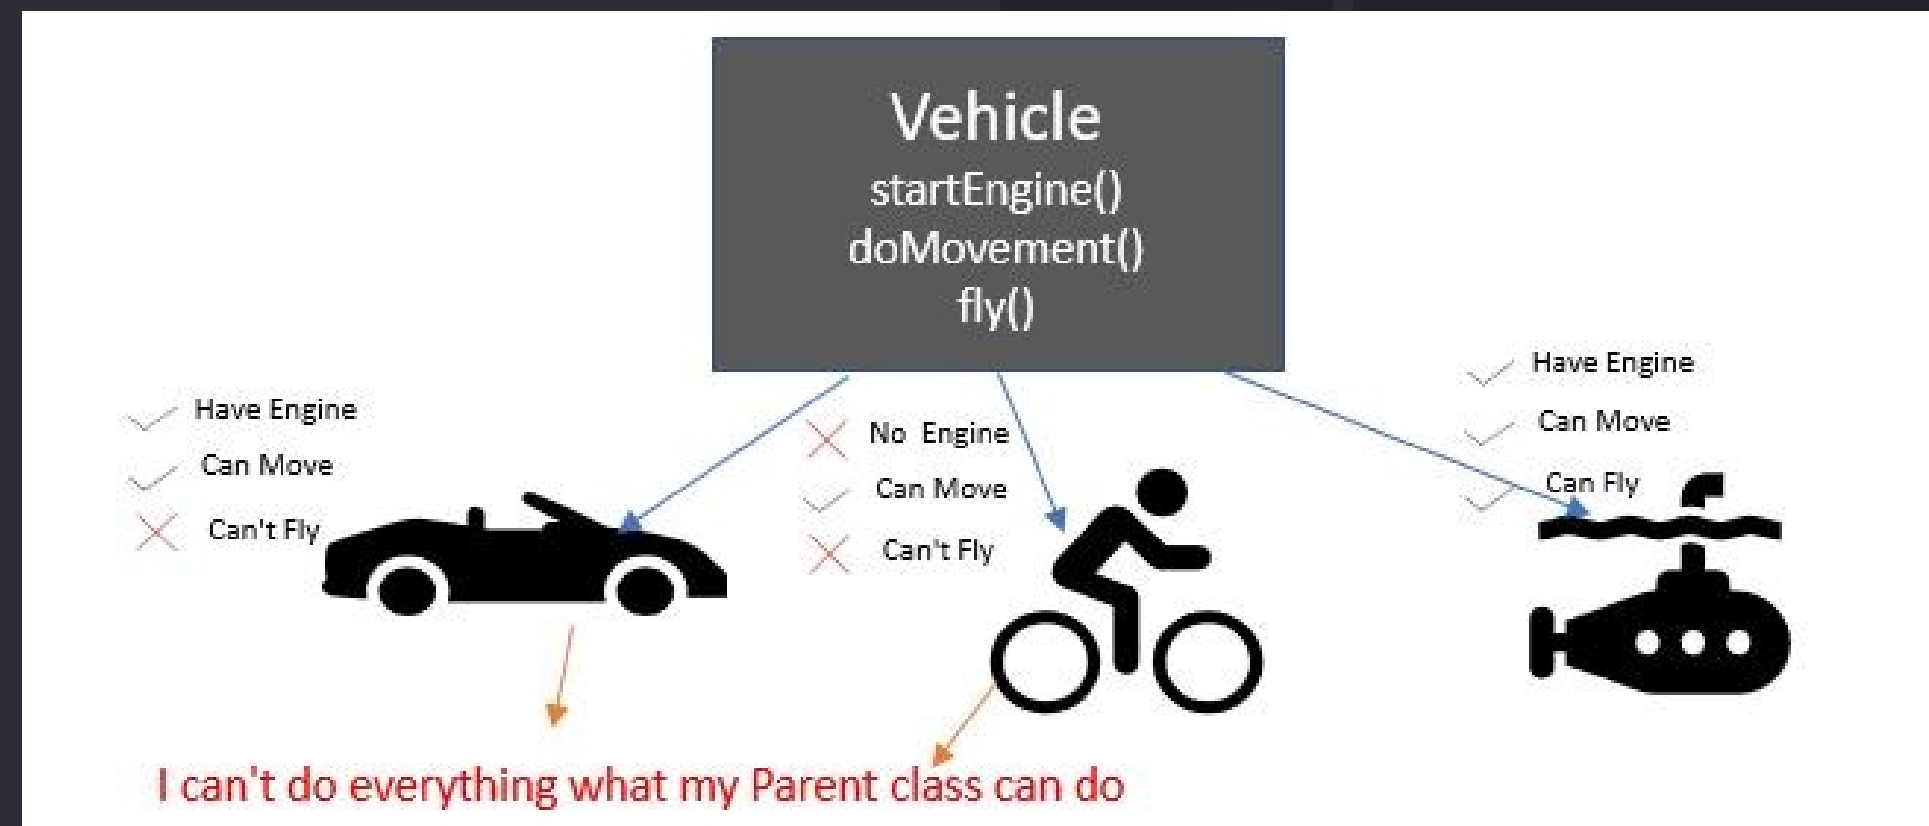 Vehicle
startEngine()
doMovement()
fly()
Have Engine
Can Move
Can't Fly
No Engine
Can Move
Can't Fly
Have Engine
Can Move
Can Fly
I can't do everything what my Parent class can do